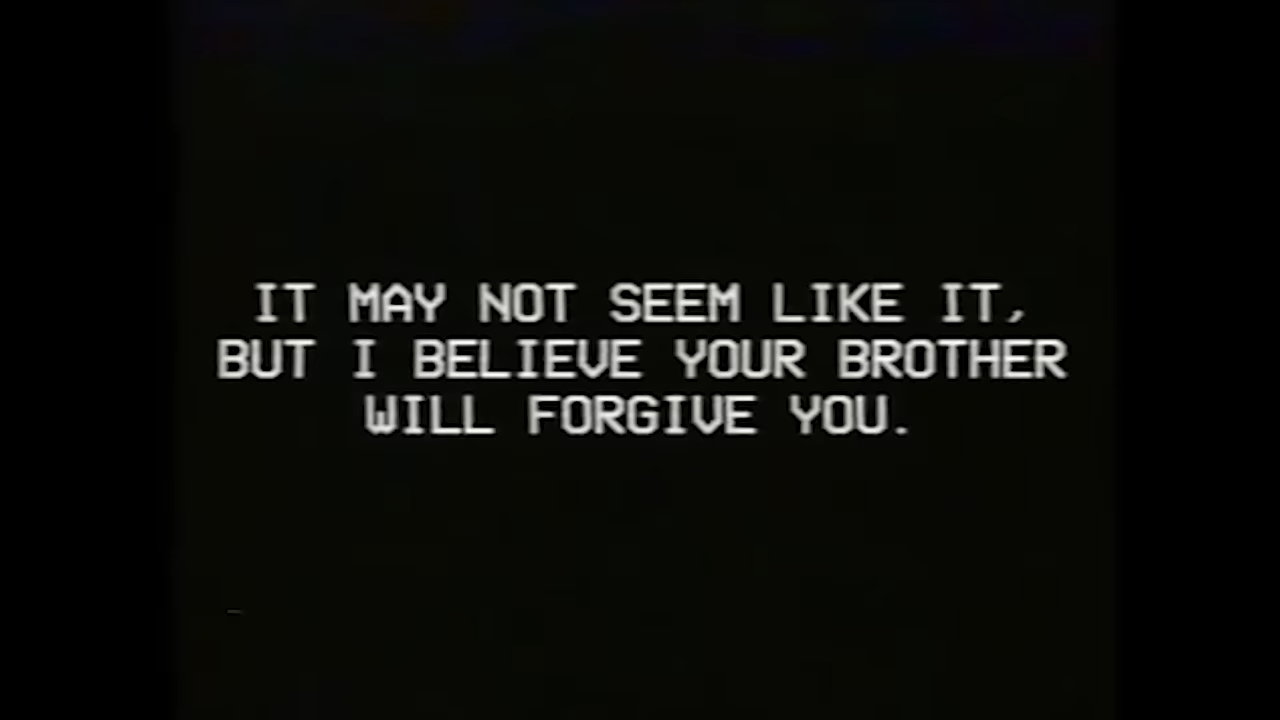 IT MAY NOT SEEM LIKE IT,
BUT I BELIEVE YOUR BROTHER
WILL FORGIVE YOU.